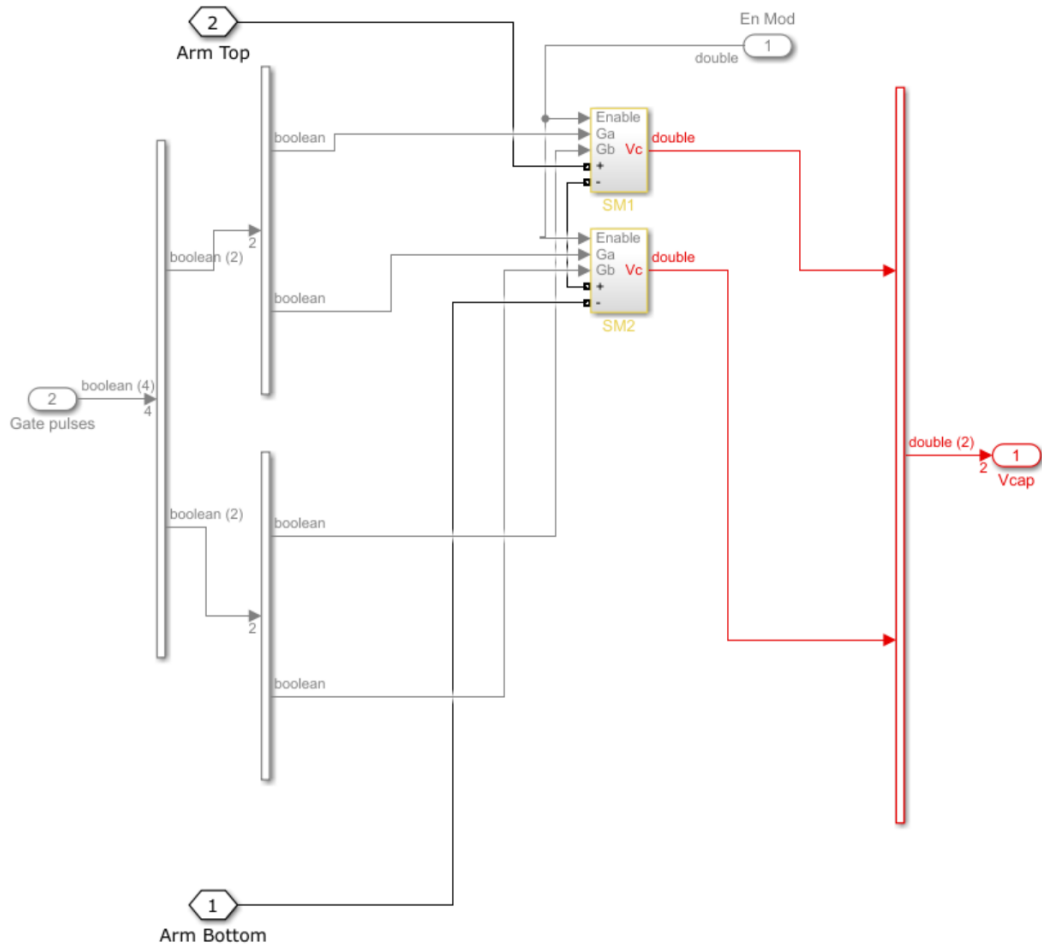 En Mod
2
1
Arm Top
double
Enable
boolean
Ga
double
Gb
Vc
+
-
SM1
Enable
boolean (2)
2
Ga
double
Gb
Vc
+
boolean
-
SM2
boolean (4)
2
4
Gate pulses
double (2)
1
2
Vcap
boolean (2)
boolean
2
boolean
1
Arm Bottom